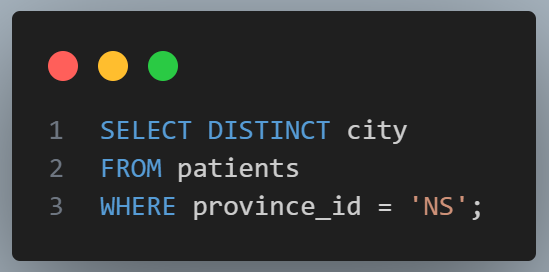 1 SELECT DISTINCT city
2 FROM patients
3 WHERE province_id = 'NS';